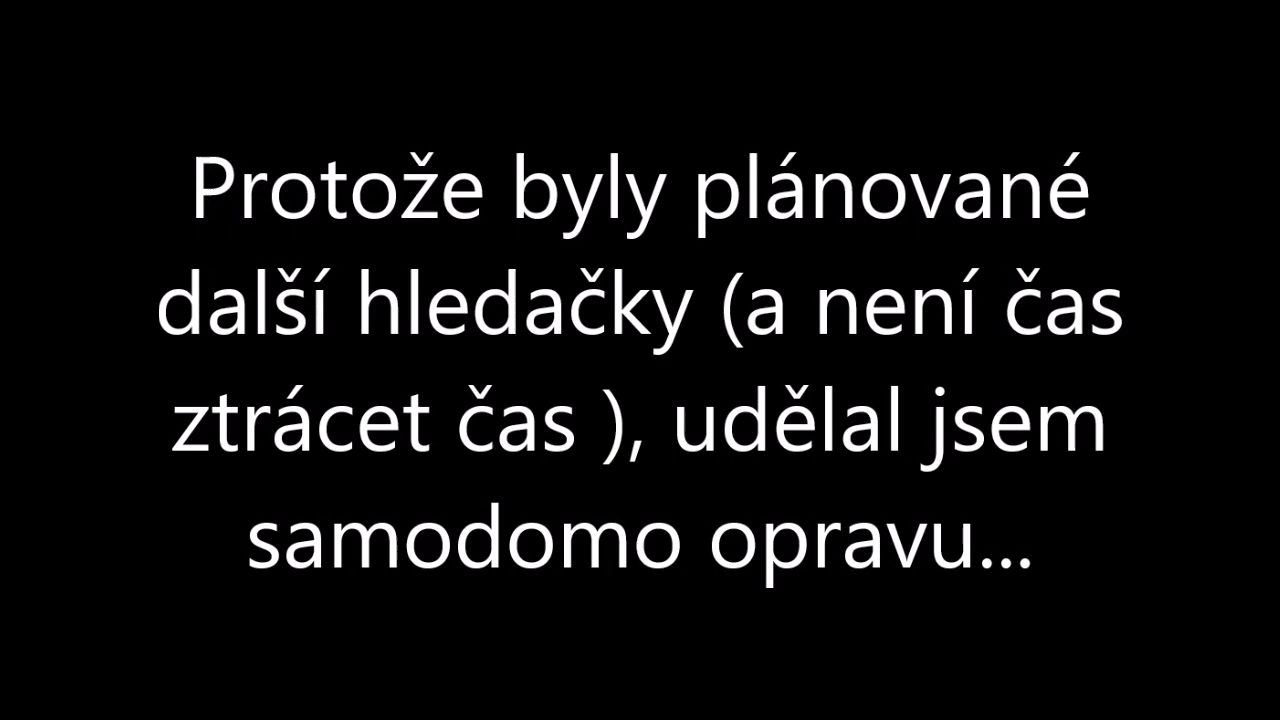 Protože byly plánované
další hledačky (a není čas
ztrácet čas ), udělal jsem
samodomo opravu...